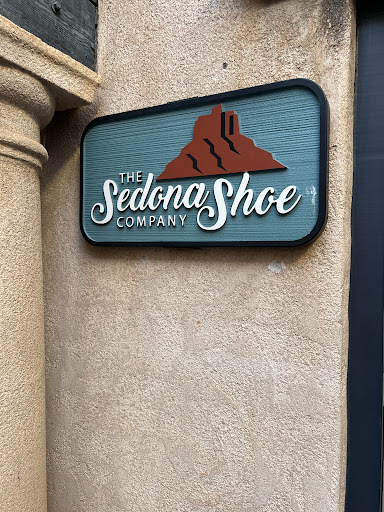 THE
Sedona Shoe
COMPANY